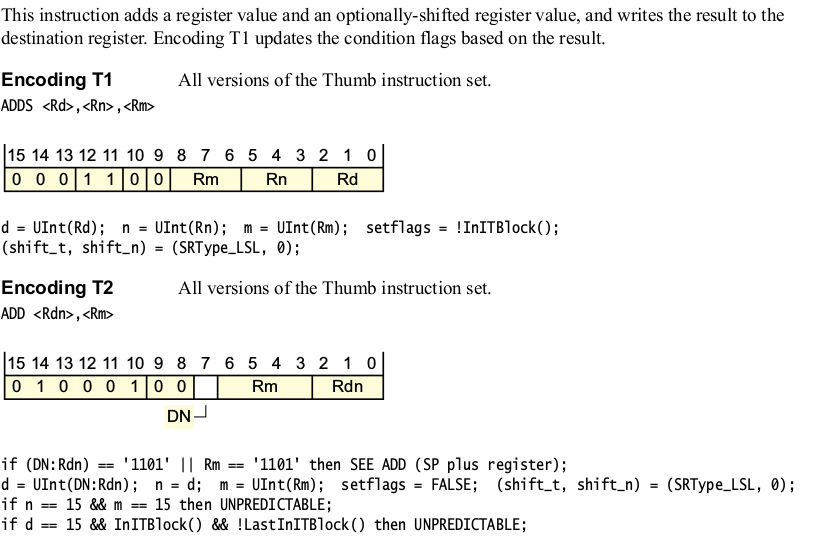 This instruction adds a register value and an optionally-shifted register value, and writes the result to the
destination register. Encoding T1 updates the condition flags based on the result.
Encoding T1 All versions of the Thumb instruction set.
ADDS <Rd>,<Rn>,<Rm>
15 14 13 12 11 10 9 8 7 6 5 4 3 2 1 0
0 0 0 1 1 0 0 Rm Rn Rd
d = UInt(Rd); n = UInt(Rn); m = UInt(Rm); setflags = !InITBlock();
(shift_t, shift_n) = (SRType_LSL, 0);
Encoding T2 All versions of the Thumb instruction set.
ADD <Rdn>,<Rm>
15 14 13 12 11 10 9 8 7 6 5 4 3 2 1 0
0 1 0 0 0 1 0 0 Rm Rdn
DN
if (DN:Rdn) == '1101' || Rm == '1101' then SEE ADD (SP plus register);
d = UInt(DN:Rdn); n = d; m = UInt(Rm); setflags = FALSE; (shift_t, shift_n) = (SRType_LSL, 0);
if n == 15 && m == 15 then UNPREDICTABLE;
if d == 15 && InITBlock() && !LastInITBlock() then UNPREDICTABLE;